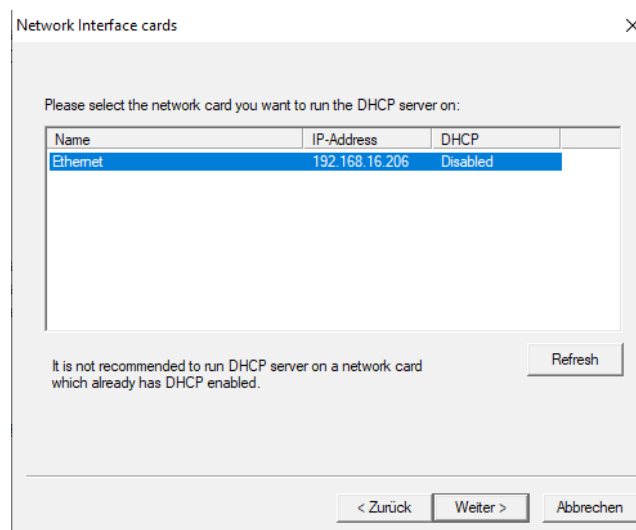 Network Interface cards
Please select the network card you want to run the DHCP server on:
Name IP-Address DHCP
Ethernet 192.168.16.206 Disabled
It is not recommended to run DHCP server on a network card
which already has DHCP enabled.
Refresh
< Zurück Weiter > Abbrechen